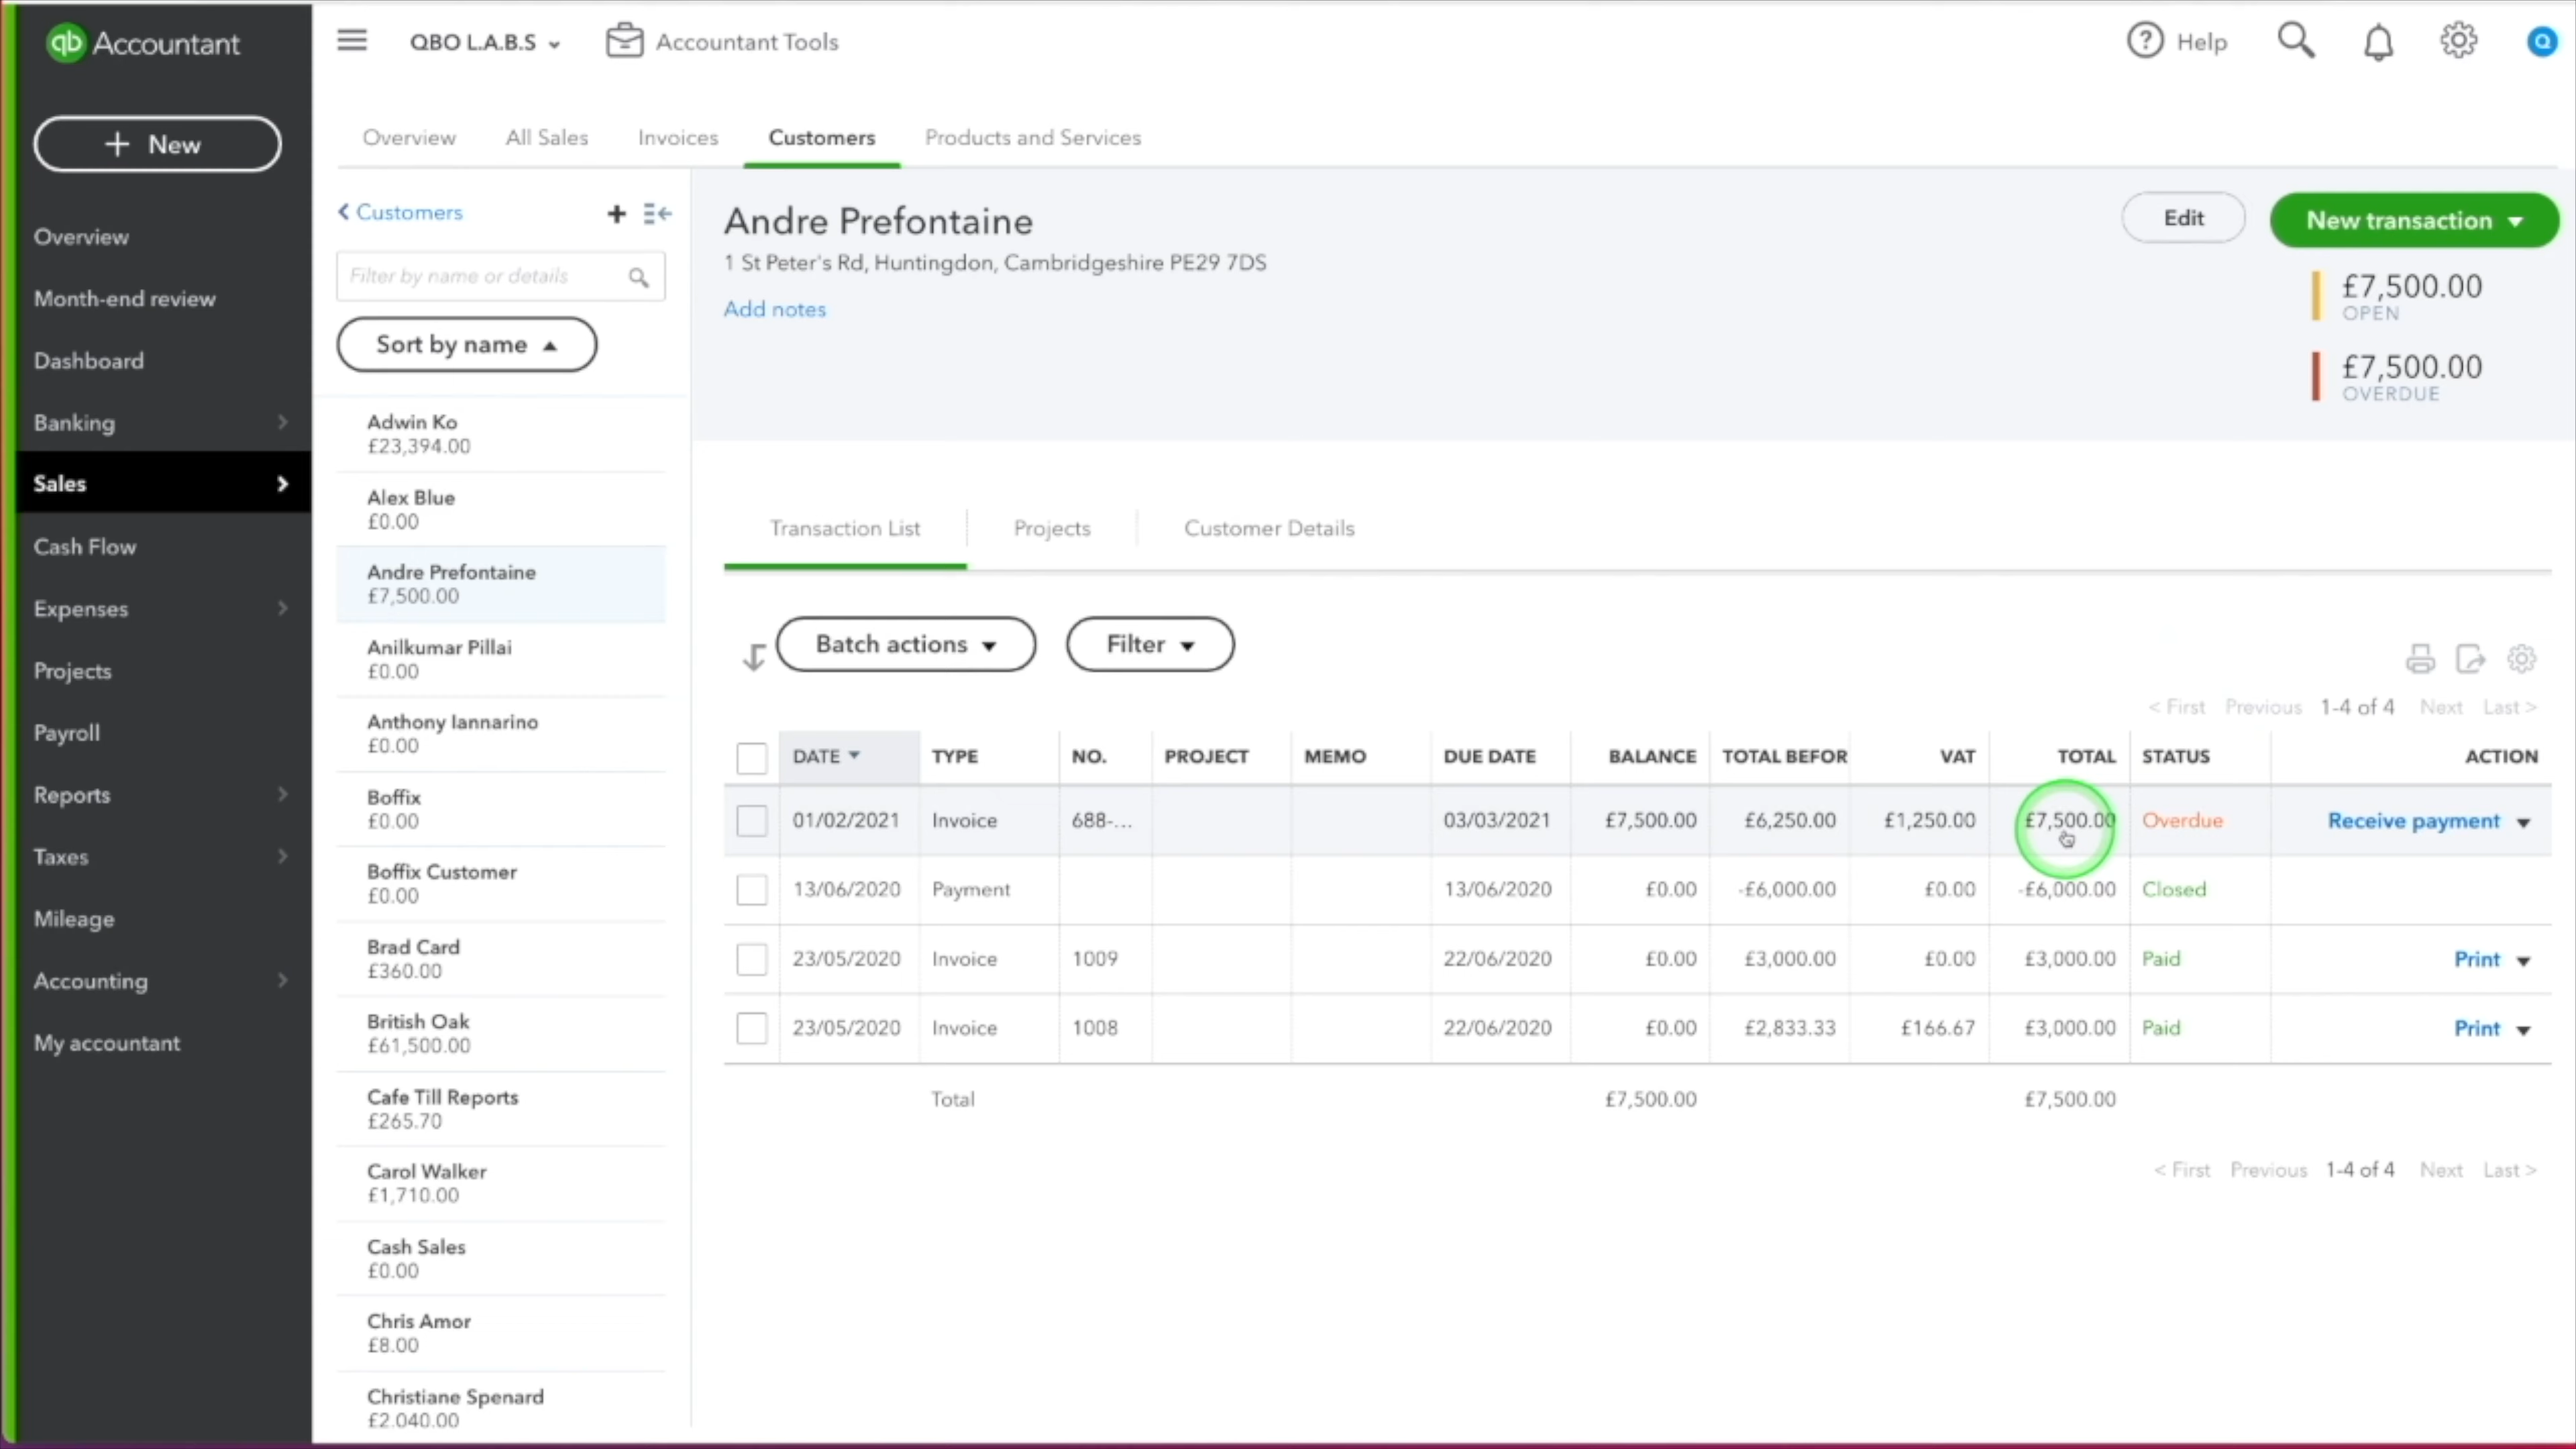 qb Accountant
QBO L.A.B.S
Accountant Tools
Help
Q
+ New
Overview
Month-end review
Dashboard
Banking
Sales
Cash Flow
Expenses
Projects
Payroll
Reports
Taxes
Mileage
Accounting
My accountant
Overview All Sales Invoices Customers Products and Services
Customers
Filter by name or details
Sort by name
Adwin Ko
£23,394.00
Alex Blue
£0.00
Andre Prefontaine
£7,500.00
Anilkumar Pillai
£0.00
Anthony Iannarino
£0.00
Boffix
£0.00
Boffix Customer
£0.00
Brad Card
£360.00
British Oak
£61,500.00
Cafe Till Reports
£265.70
Carol Walker
£1,710.00
Cash Sales
£0.00
Chris Amor
£8.00
Christiane Spenard
£2,040.00
Andre Prefontaine
1 St Peter's Rd, Huntingdon, Cambridgeshire PE29 7DS
Add notes
Edit
New transaction
£7,500.00
OPEN
£7,500.00
OVERDUE
Transaction List Projects Customer Details
Batch actions Filter
< First Previous 1-4 of 4 Next Last >
DATE TYPE NO. PROJECT MEMO DUE DATE BALANCE TOTAL BEFOR VAT TOTAL STATUS ACTION
01/02/2021 Invoice 688-... 03/03/2021 £7,500.00 £6,250.00 £1,250.00 £7,500.00 Overdue Receive payment
13/06/2020 Payment 13/06/2020 £0.00 -£6,000.00 £0.00 -£6,000.00 Closed
23/05/2020 Invoice 1009 22/06/2020 £0.00 £3,000.00 £0.00 £3,000.00 Paid Print
23/05/2020 Invoice 1008 22/06/2020 £0.00 £2,833.33 £166.67 £3,000.00 Paid Print
Total £7,500.00 £7,500.00
< First Previous 1-4 of 4 Next Last >